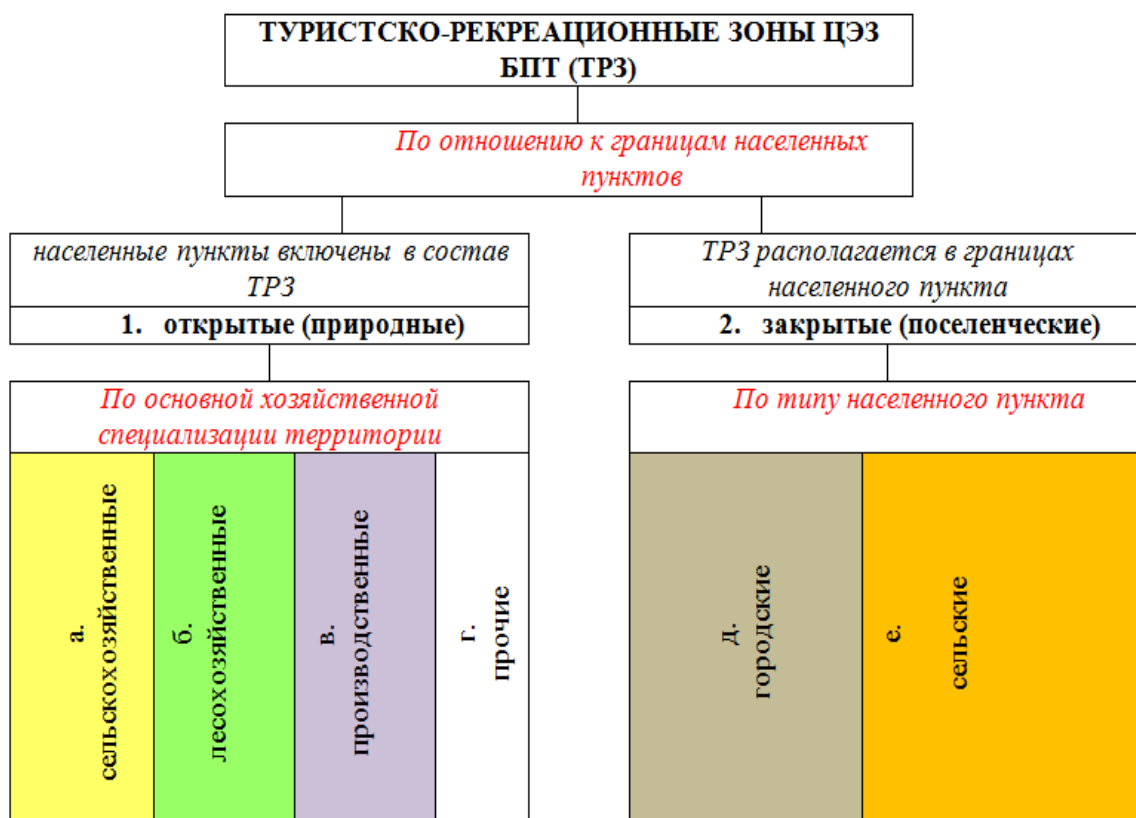 ТУРИСТСКО-РЕКРЕАЦИОННЫЕ ЗОНЫ ЦЭЗ
БПТ (ТРЗ)
По отношению к границам населенных
пунктов
населенные пункты включены в состав
ТРЗ
1. открытые (природные)
ТРЗ располагается в границах
населенного пункта
2. закрытые (поселенческие)
По основной хозяйственной
специализации территории
По типу населенного пункта
а.
сельскохозяйственные
б.
лесохозяйственные
в.
производственные
г.
прочие
д.
городские
е.
сельские